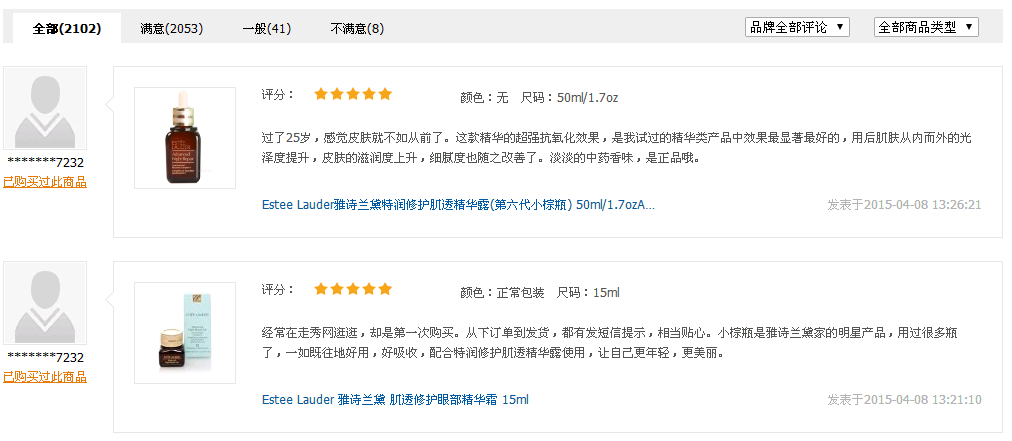 全部(2102) 满意(2053) 一般(41) 不满意(8) 品牌全部评论 全部商品类型
评分： 颜色：无 尺码：50ml/1.7oz
过了25岁，感觉皮肤就不如从前了。这款精华的超强抗氧化效果，是我试过的精华类产品中效果最显著最好的，用后肌肤从内而外的光
泽度提升，皮肤的滋润度上升，细腻度也随之改善了。淡淡的中药香味，是正品哦。
*******7232
已购买过此商品
Estee Lauder雅诗兰黛特润修护肌透精华露(第六代小棕瓶) 50ml/1.7ozA...
发表于2015-04-08 13:26:21
评分： 颜色：正常包装 尺码：15ml
经常在走秀网逛逛，却是第一次购买。从下订单到发货，都有发短信提示，相当贴心。小棕瓶是雅诗兰黛家的明星产品，用过很多瓶
了，一如既往地好用，好吸收，配合特润修护肌透精华露使用，让自己更年轻，更美丽。
*******7232
已购买过此商品
Estee Lauder 雅诗兰黛 肌透修护眼部精华霜 15ml
发表于2015-04-08 13:21:10